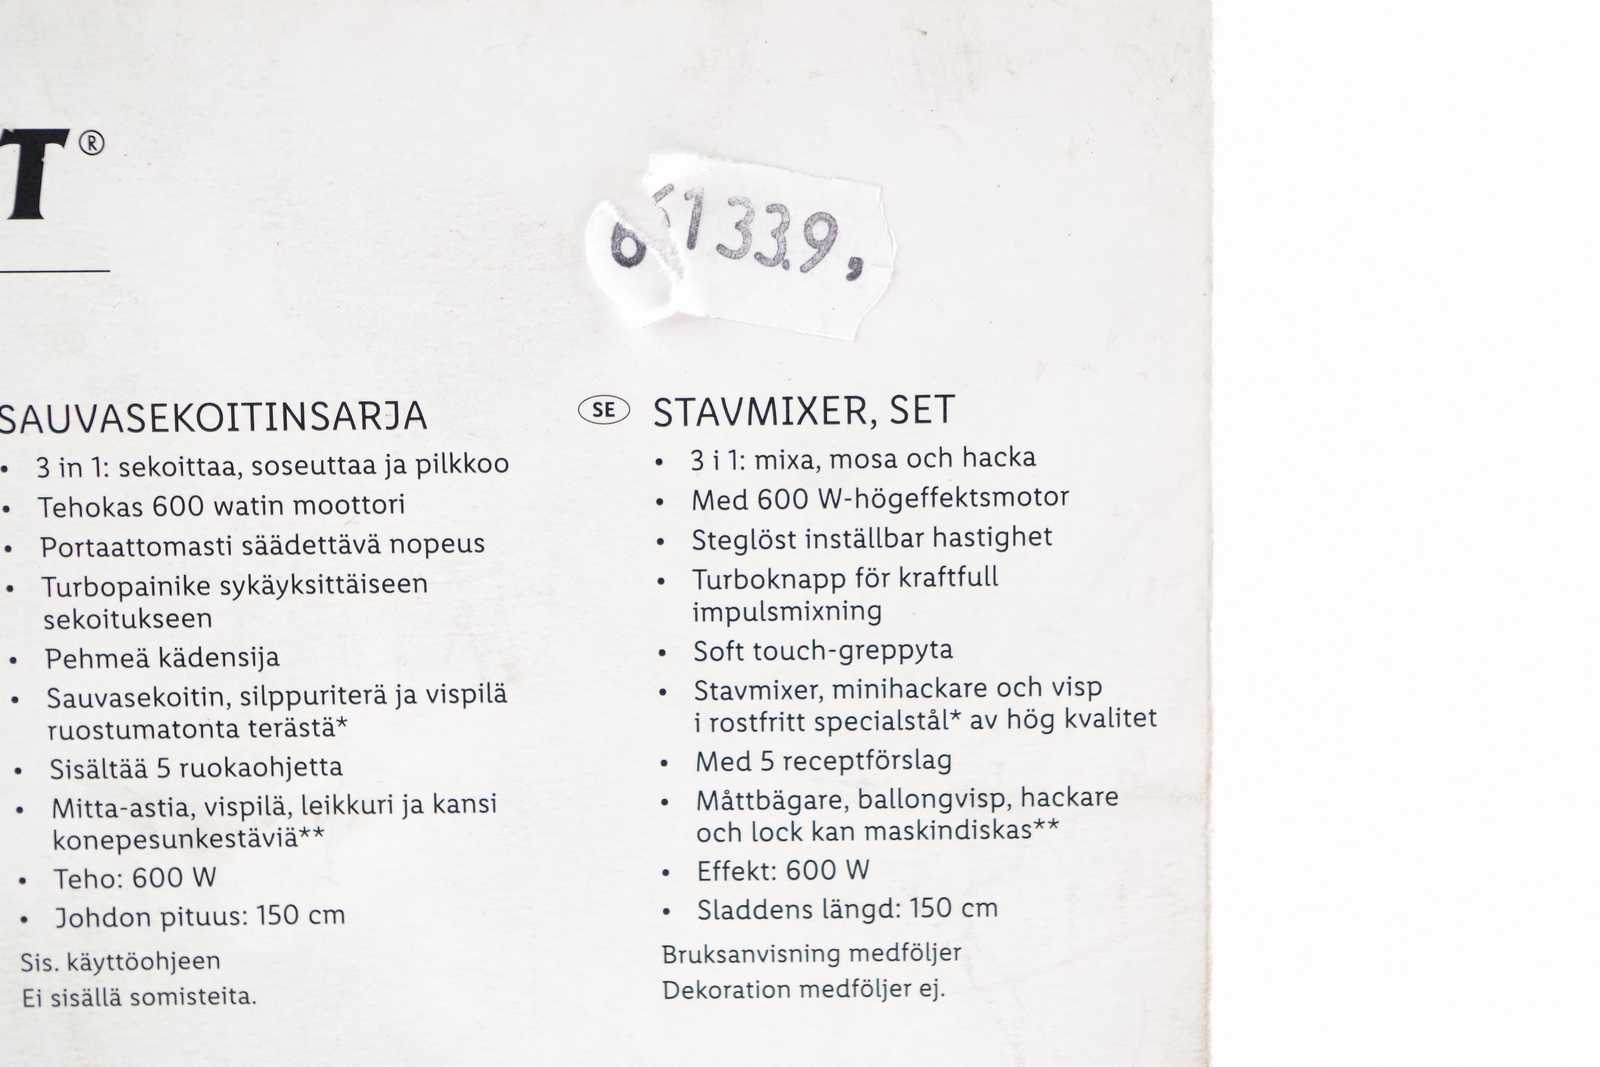 T®
133.9,
SAUVASEKOITINSARJA
• 3 in 1: sekoittaa, soseuttaa ja pilkkoo
• Tehokas 600 watin moottori
• Portaattomasti säädettävä nopeus
• Turbopainike sykäyksittäiseen
sekoitukseen
• Pehmeä kädensija
• Sauvasekoitin, silppuriterä ja vispilä
ruostumatonta terästä*
• Sisältää 5 ruokaohjetta
• Mitta-astia, vispilä, leikkuri ja kansi
konepesunkestäviä**
• Teho: 600 W
• Johdon pituus: 150 cm
Sis. käyttöohjeen
Ei sisällä somisteita.
SE STAVMIXER, SET
• 3 i 1: mixa, mosa och hacka
• Med 600 W-högeffektsmotor
• Steglöst inställbar hastighet
• Turboknapp för kraftfull
impulsmixning
• Soft touch-greppyta
• Stavmixer, minihackare och visp
i rostfritt specialstål* av hög kvalitet
• Med 5 receptförslag
• Måttbägare, ballongvisp, hackare
och lock kan maskindiskas**
• Effekt: 600 W
• Sladdens längd: 150 cm
Bruksanvisning medföljer
Dekoration medföljer ej.